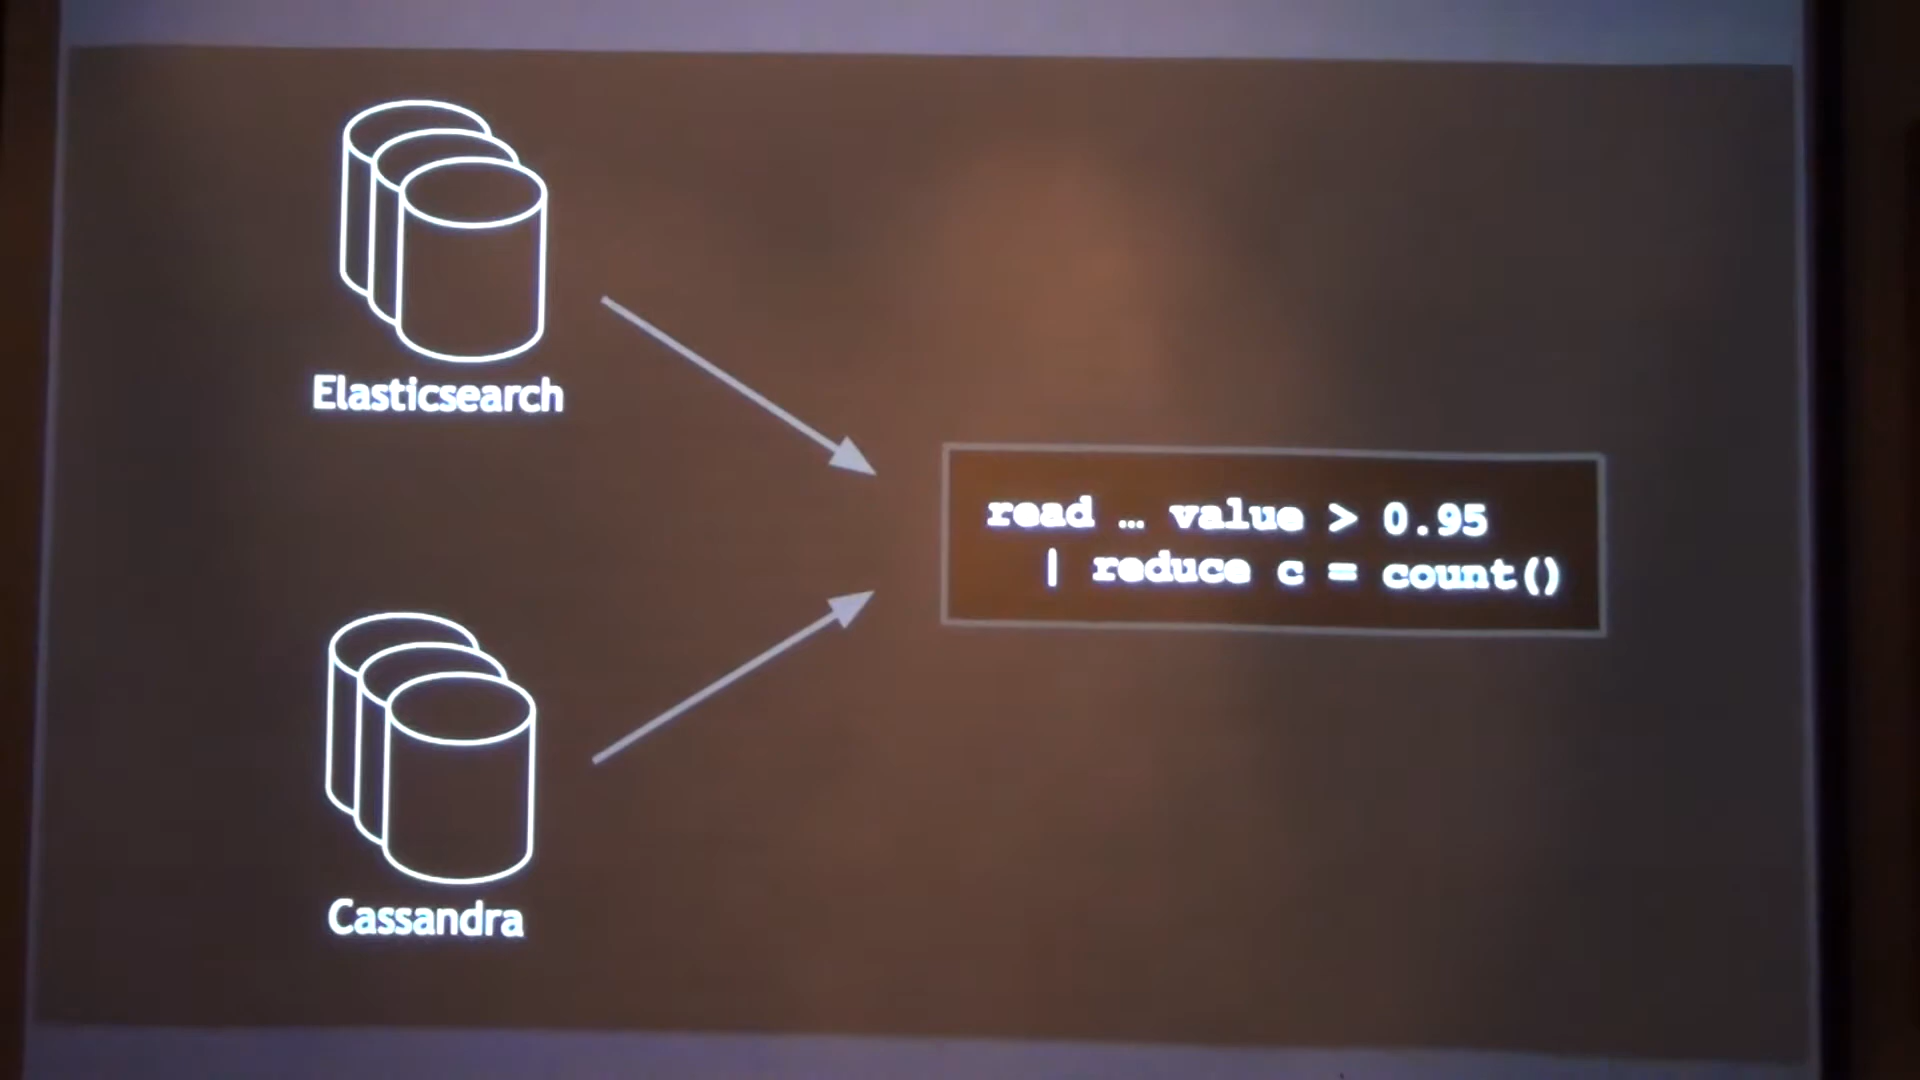 Elasticsearch
read … value > 0.95
| reduce c = count()
Cassandra